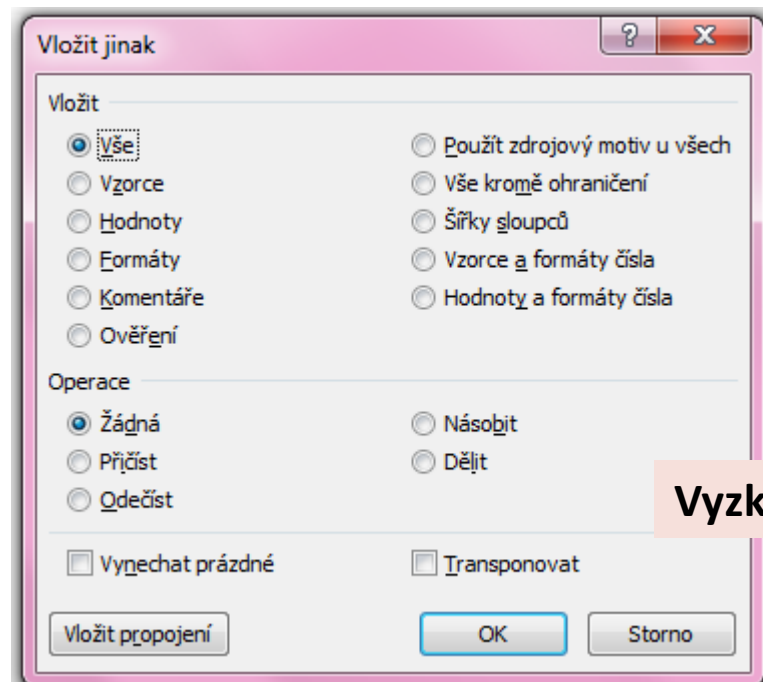 Vložit jinak
Vložit
Vše
Použít zdrojový motiv u všech
Vzorce
Vše kromě ohraničení
Hodnoty
Šířky sloupců
Formáty
Vzorce a formáty čísla
Komentáře
Hodnoty a formáty čísla
Ověření
Operace
Žádná
Násobit
Přičíst
Dělit
Odečíst
Vynechat prázdné
Transponovat
Vložit propojení
OK
Storno